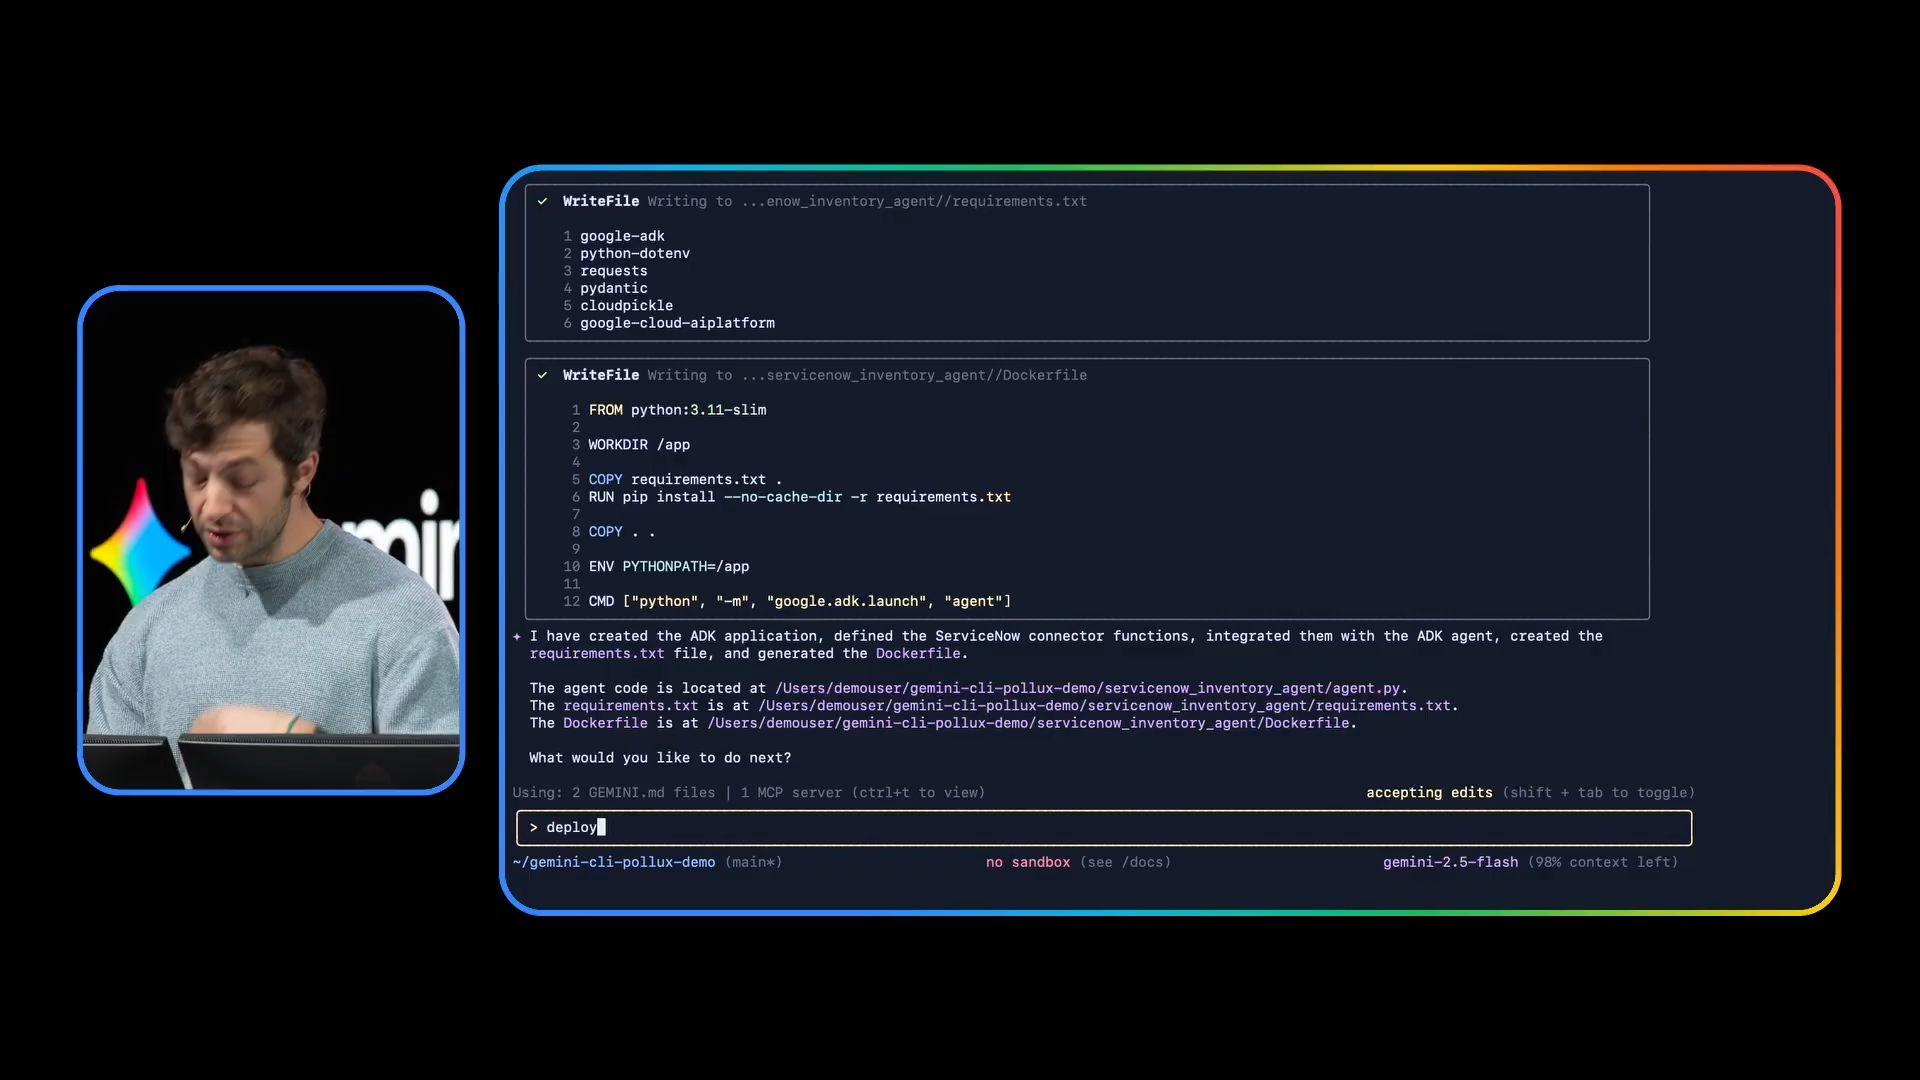 min
✓ WriteFile Writing to ...enow_inventory_agent//requirements.txt
1 google-adk
2 python-dotenv
3 requests
4 pydantic
5 cloudpickle
6 google-cloud-aiplatform
✓ WriteFile Writing to ...servicenow_inventory_agent//Dockerfile
1 FROM python:3.11-slim
2
3 WORKDIR /app
4
5 COPY requirements.txt .
6 RUN pip install --no-cache-dir -r requirements.txt
7
8 COPY . .
9
10 ENV PYTHONPATH=/app
11
12 CMD ["python", "-m", "google.adk.launch", "agent"]
✦ I have created the ADK application, defined the ServiceNow connector functions, integrated them with the ADK agent, created the
requirements.txt file, and generated the Dockerfile.
The agent code is located at /Users/demouser/gemini-cli-pollux-demo/servicenow_inventory_agent/agent.py.
The requirements.txt is at /Users/demouser/gemini-cli-pollux-demo/servicenow_inventory_agent/requirements.txt.
The Dockerfile is at /Users/demouser/gemini-cli-pollux-demo/servicenow_inventory_agent/Dockerfile.
What would you like to do next?
Using: 2 GEMINI.md files | 1 MCP server (ctrl+t to view) accepting edits (shift + tab to toggle)
> deploy
~/gemini-cli-pollux-demo (main*) no sandbox (see /docs) gemini-2.5-flash (98% context left)